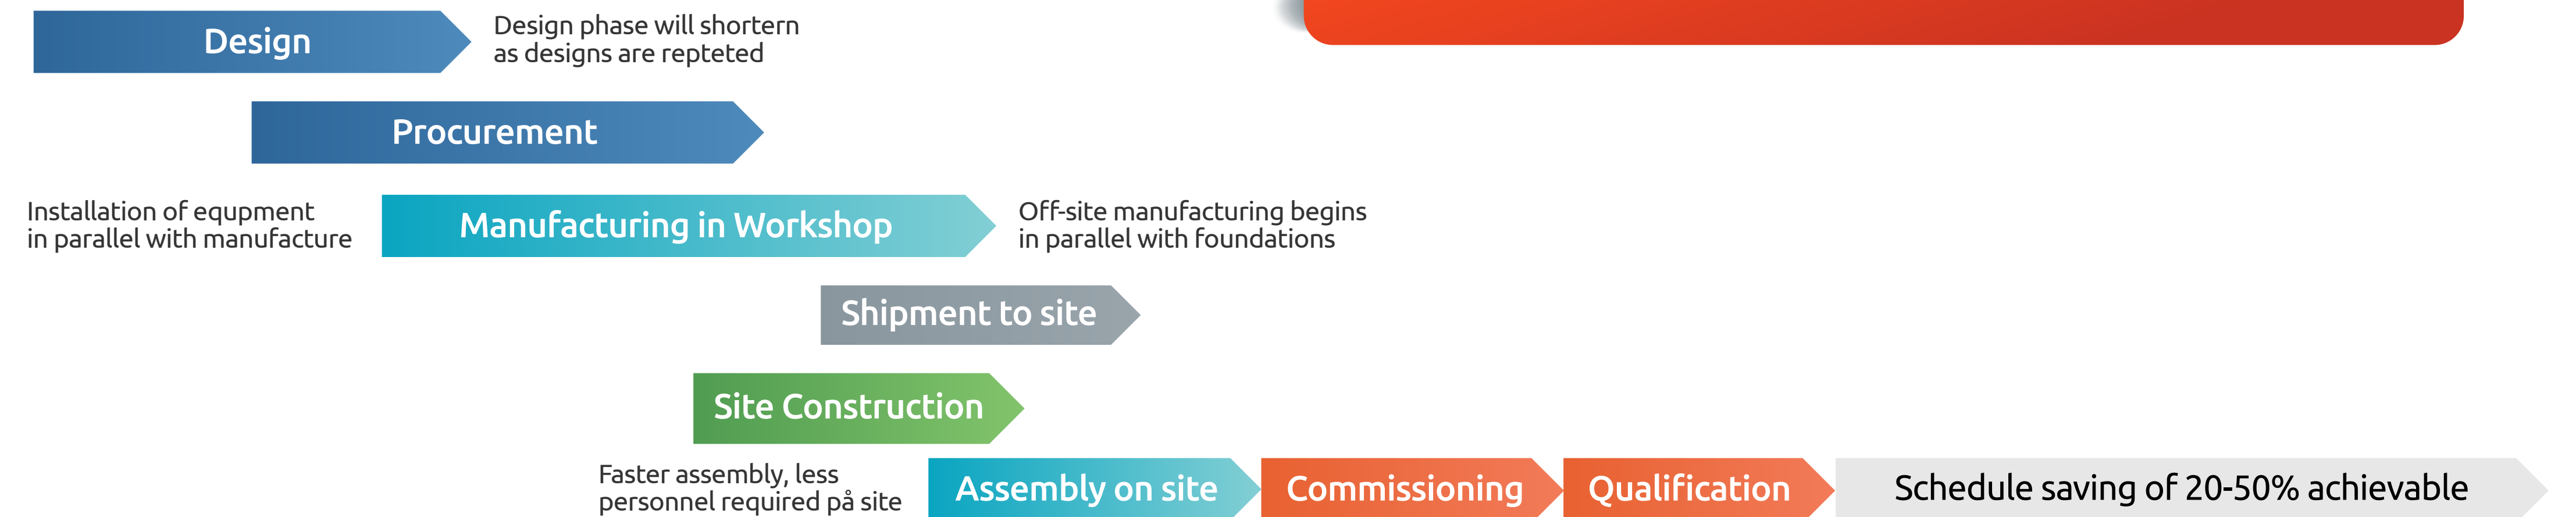 Design
Design phase will shortern
as designs are repteted
Procurement
Installation of equpment
in parallel with manufacture
Manufacturing in Workshop
Off-site manufacturing begins
in parallel with foundations
Shipment to site
Site Construction
Faster assembly, less
personnel required på site
Assembly on site
Commissioning
Qualification
Schedule saving of 20-50% achievable